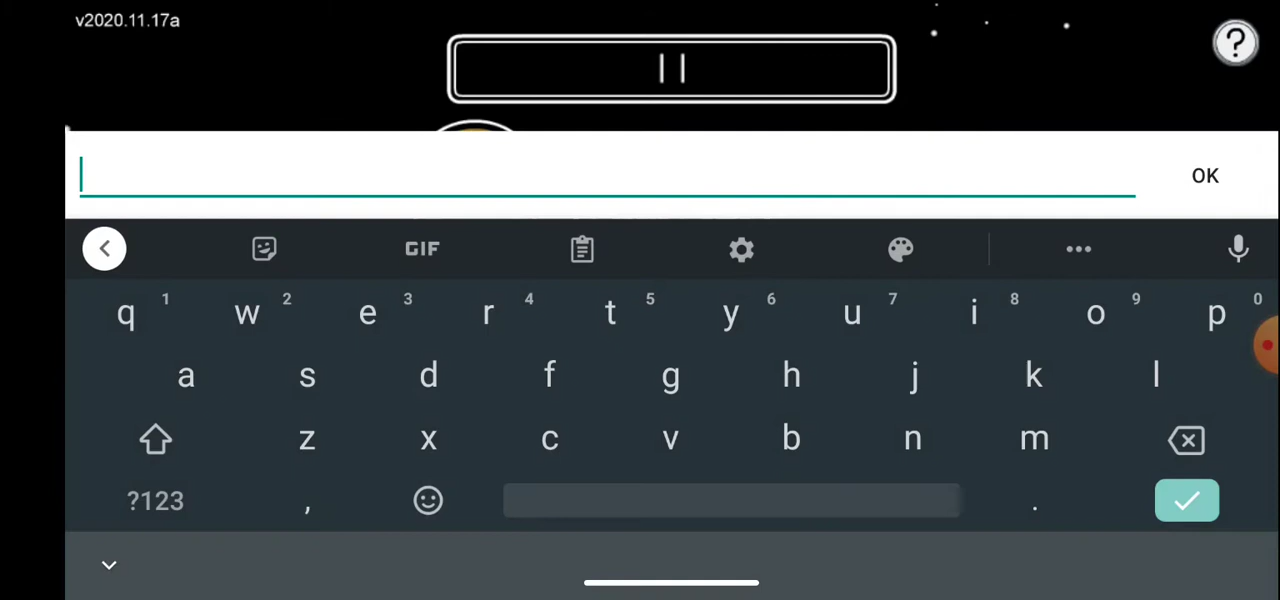 v2020.11.17a
||
?
OK
GIF
q 1 w 2 e 3 r 4 t 5 y 6 u 7 i 8 o 9 p 0
a s d f g h j k l
z x c v b n m
?123 , .